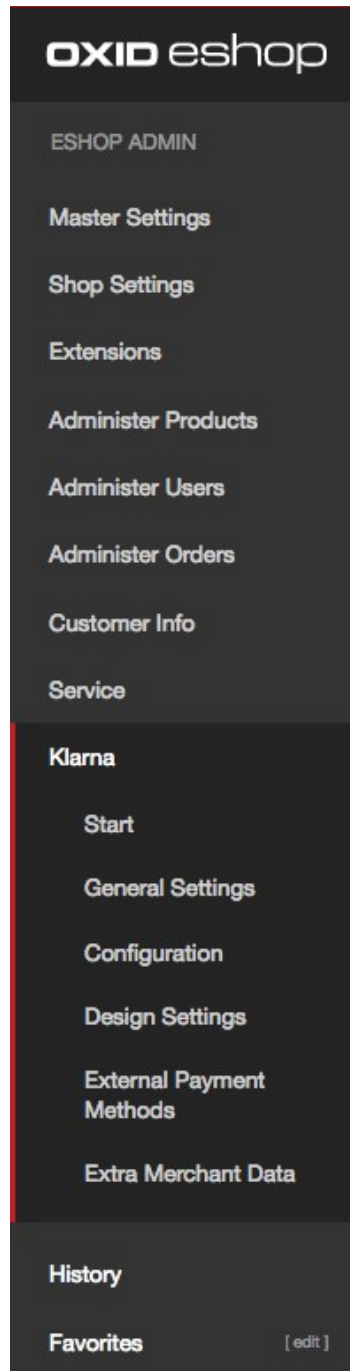 OXID eshop
ESHOP ADMIN
Master Settings
Shop Settings
Extensions
Administer Products
Administer Users
Administer Orders
Customer Info
Service
Klarna
Start
General Settings
Configuration
Design Settings
External Payment
Methods
Extra Merchant Data
History
Favorites [ edit ]